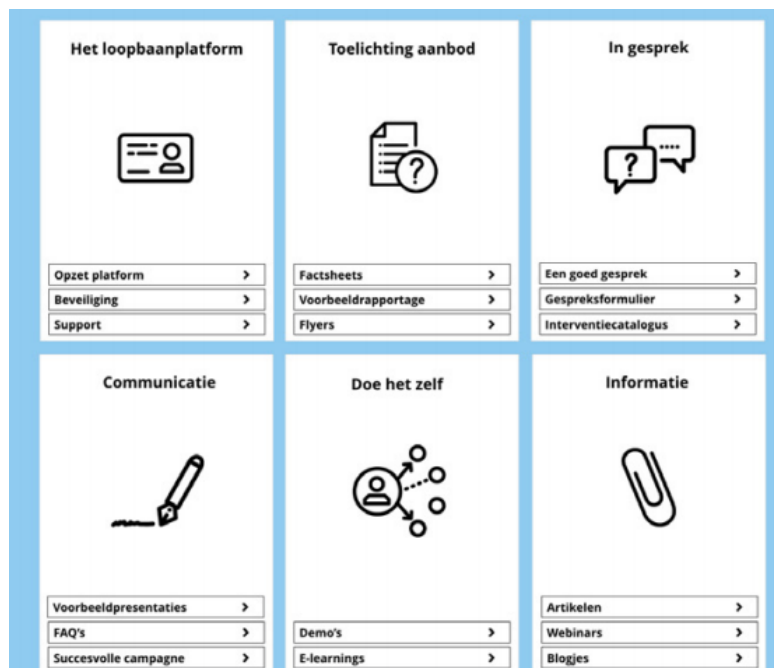 Het loopbaanplatform
Opzet platform
Beveiliging
Support
Toelichting aanbod
?
Factsheets
Voorbeeldrapportage
Flyers
In gesprek
?
Een goed gesprek
Gespreksformulier
Interventiecatalogus
Communicatie
Voorbeeldpresentaties
FAQ's
Succesvolle campagne
Doe het zelf
Demo's
E-learnings
Informatie
Artikelen
Webinars
Blogjes